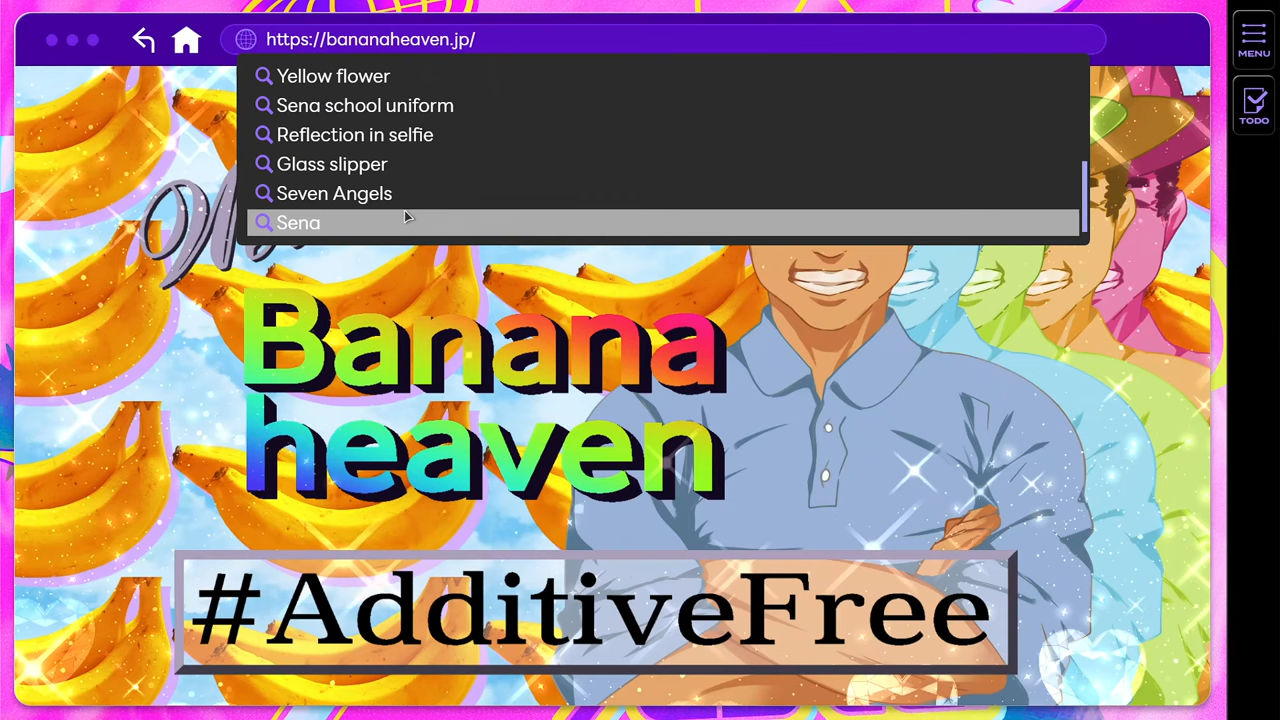 https://bananaheaven.jp/
MENU
Yellow flower
Sena school uniform
TODO
Reflection in selfie
Glass slipper
Seven Angels
Sena
Banana
heaven
#AdditiveFree